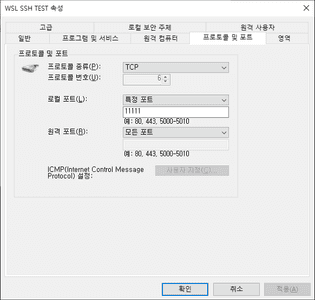 WSL SSH TEST 속성
고급
로컬 보안 주체
원격 사용자
일반
프로그램 및 서비스
원격 컴퓨터
프로토콜 및 포트
영역
프로토콜 및 포트
프로토콜 종류(P):
TCP
프로토콜 번호(U):
6
로컬 포트(L):
특정 포트
11111
예: 80, 443, 5000-5010
원격 포트(R):
모든 포트
예: 80, 443, 5000-5010
ICMP(Internet Control Message
Protocol) 설정:
사용자 지정(C)...
확인
취소
적용(A)